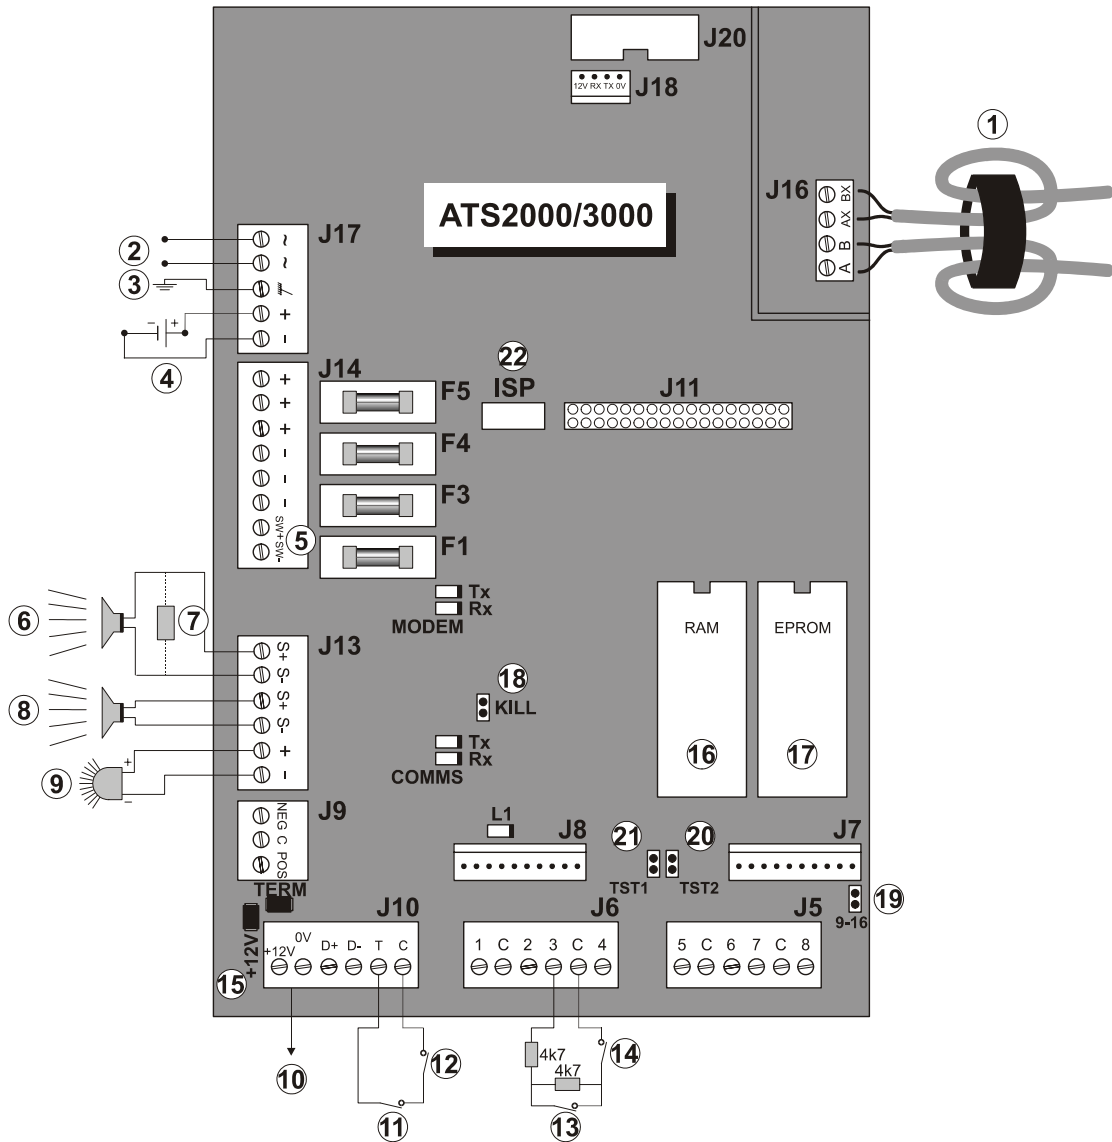 J20
12V RX TX 0V
J18
1
ATS2000/3000
J16
BX
AX
B
A
J17
2
~
~
3
+
-
− +
4
J14
+
+
+
-
-
-
SW+
SW-
5
F5
F4
F3
F1
22
ISP
J11
Tx
Rx
MODEM
6
7
J13
S+
S-
S+
S-
+
-
8
9
+
−
18
KILL
Tx
Rx
COMMS
RAM
EPROM
16
17
J9
NEG
C
POS
TERM
L1
J8
21
20
TST1
TST2
J7
19
9-16
+12V
15
J10
+12V 0V D+ D- T C
J6
1 C 2 3 C 4
J5
5 C 6 7 C 8
10
12
11
4k7
4k7
14
13